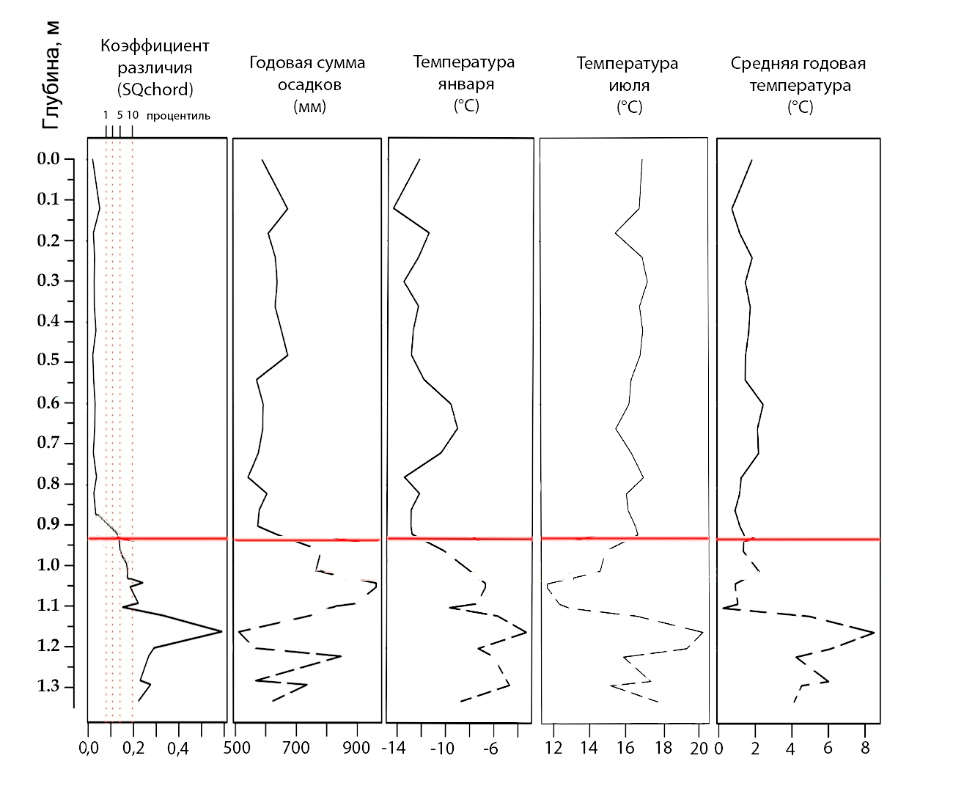 Глубина, м
Коэффициент
различия
(SQchord)
1 5 10 процентиль
Годовая сумма
осадков
(мм)
Температура
января
(°C)
Температура
июля
(°C)
Средняя годовая
температура
(°C)
0.0
0.1
0.2
0.3
0.4
0.5
0.6
0.7
0.8
0.9
1.0
1.1
1.2
1.3
0,0 0,2 0,4
500 700 900
-14 -10 -6
12 14 16 18 20
0 2 4 6 8